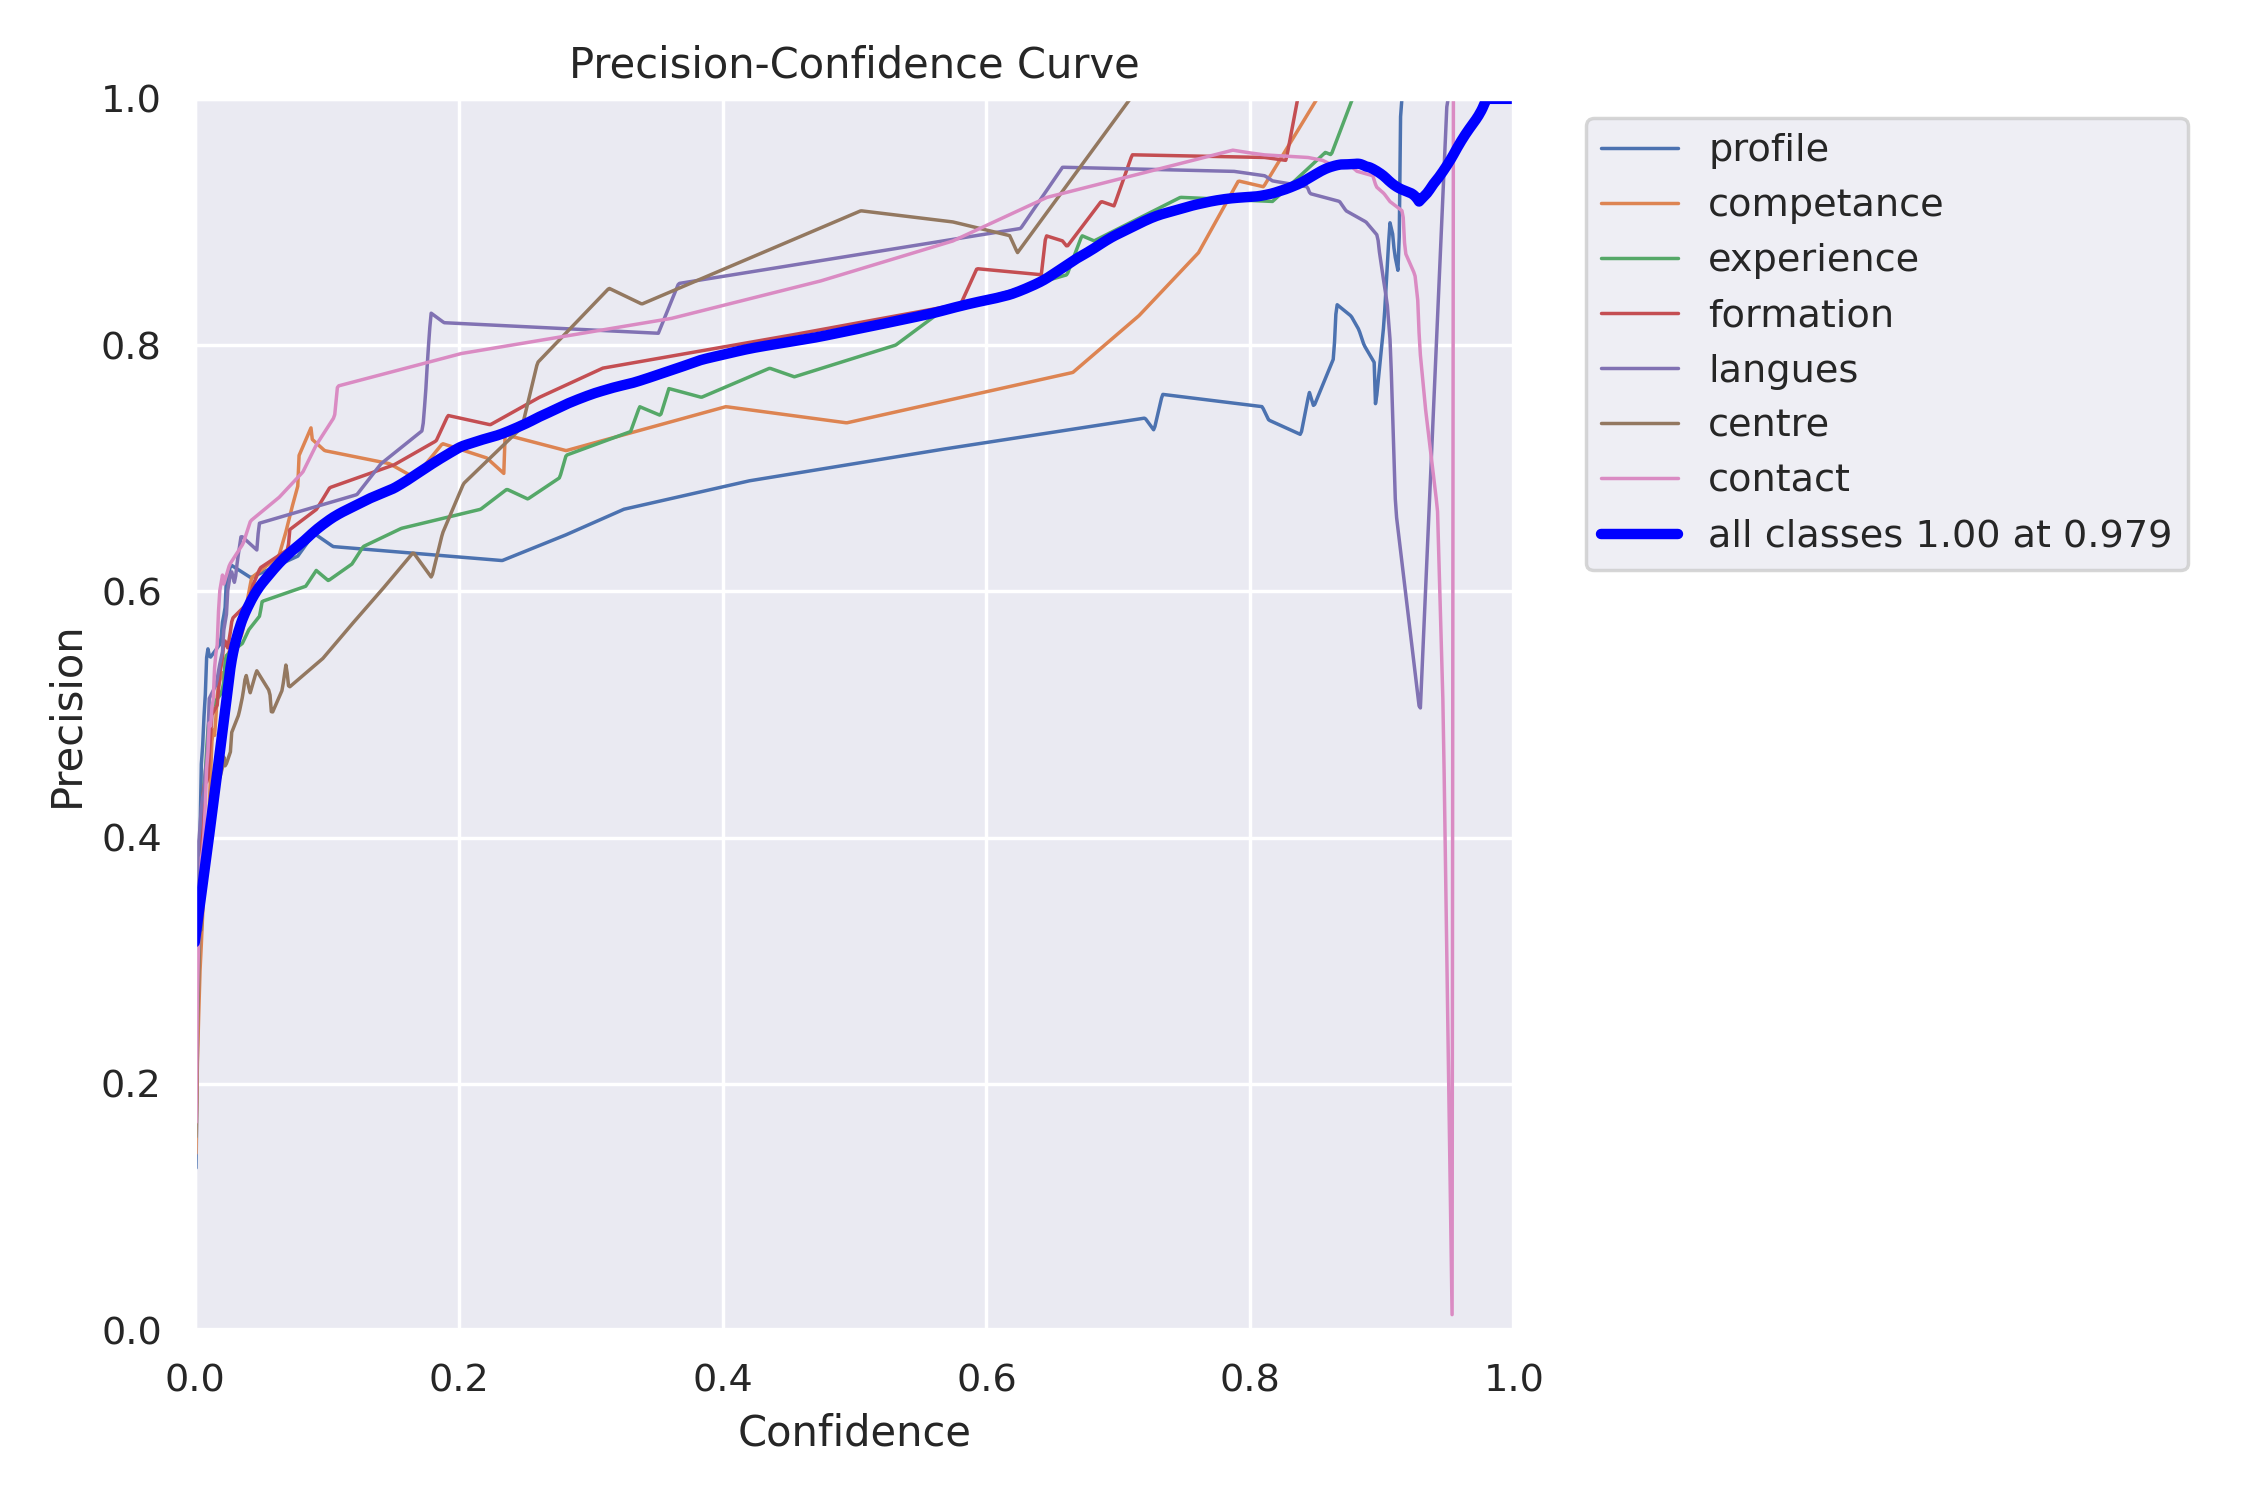 Precision-Confidence Curve
1.0
0.8
0.6
0.4
0.2
0.0
Precision
0.0 0.2 0.4 0.6 0.8 1.0
Confidence
profile
competance
experience
formation
langues
centre
contact
all classes 1.00 at 0.979